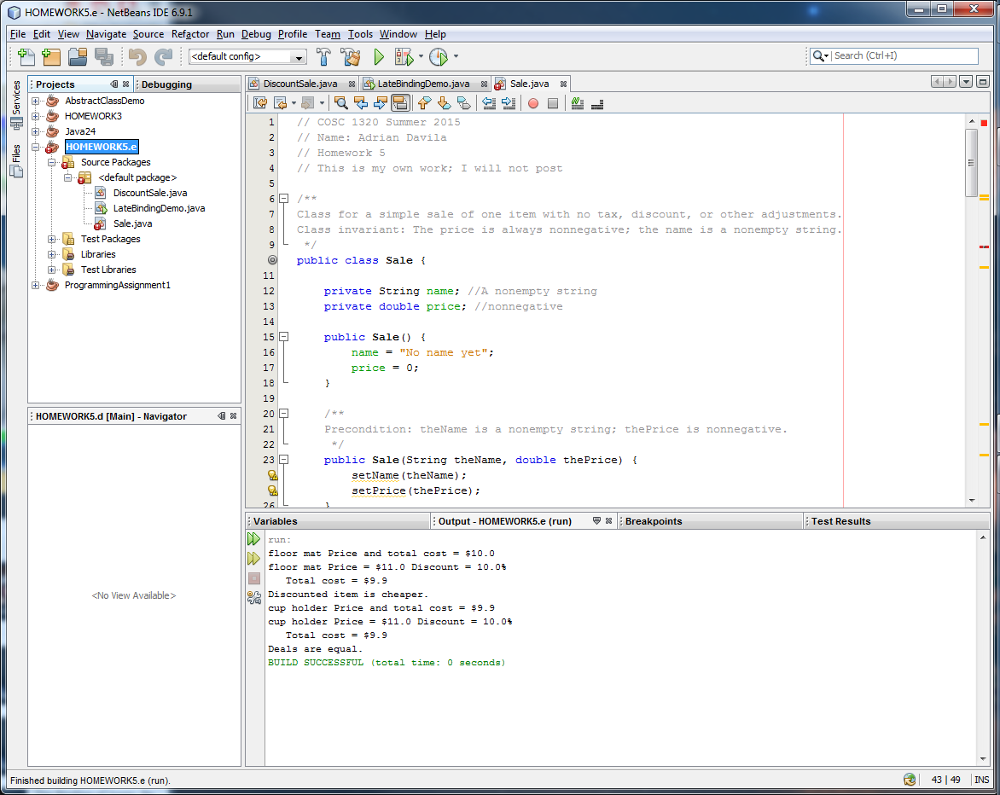 HOMEWORK5.e - NetBeans IDE 6.9.1
File Edit View Navigate Source Refactor Run Debug Profile Team Tools Window Help
<default config>
Search (Ctrl+I)
Services
Files
Projects
Debugging
AbstractClassDemo
HOMEWORK3
Java24
HOMEWORK5.e
Source Packages
<default package>
DiscountSale.java
LateBindingDemo.java
Sale.java
Test Packages
Libraries
Test Libraries
ProgrammingAssignment1
HOMEWORK5.d [Main] - Navigator
<No View Available>
DiscountSale.java LateBindingDemo.java Sale.java
1 // COSC 1320 Summer 2015
2 // Name: Adrian Davila
3 // Homework 5
4 // This is my own work; I will not post
5
6 /**
7 Class for a simple sale of one item with no tax, discount, or other adjustments.
8 Class invariant: The price is always nonnegative; the name is a nonempty string.
9 */
public class Sale {
11
12 private String name; //A nonempty string
13 private double price; //nonnegative
14
15 public Sale() {
16 name = "No name yet";
17 price = 0;
18 }
19
20 /**
21 Precondition: theName is a nonempty string; thePrice is nonnegative.
22 */
23 public Sale(String theName, double thePrice) {
setName(theName);
setPrice(thePrice);
26 }
Variables
Output - HOMEWORK5.e (run)
Breakpoints
Test Results
run:
floor mat Price and total cost = $10.0
floor mat Price = $11.0 Discount = 10.0%
Total cost = $9.9
Discounted item is cheaper.
cup holder Price and total cost = $9.9
cup holder Price = $11.0 Discount = 10.0%
Total cost = $9.9
Deals are equal.
BUILD SUCCESSFUL (total time: 0 seconds)
Finished building HOMEWORK5.e (run).
43 | 49 INS